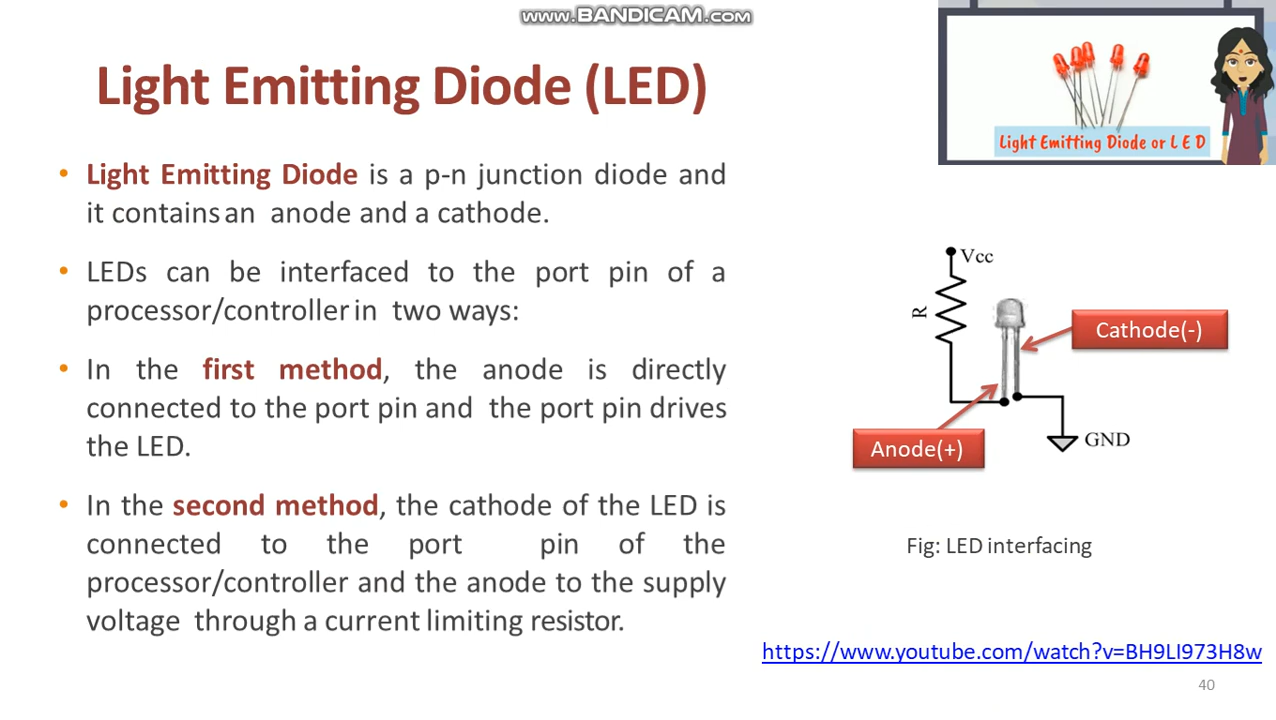 www.BANDICAM.com
Light Emitting Diode (LED)
Light Emitting Diode or L E D
• Light Emitting Diode is a p-n junction diode and
it contains an anode and a cathode.
• LEDs can be interfaced to the port pin of a
processor/controller in two ways:
• In the first method, the anode is directly
connected to the port pin and the port pin drives
the LED.
• In the second method, the cathode of the LED is
connected to the port pin of the
processor/controller and the anode to the supply
voltage through a current limiting resistor.
Vcc
R
Cathode(-)
Anode(+)
GND
Fig: LED interfacing
https://www.youtube.com/watch?v=BH9LI973H8w
40